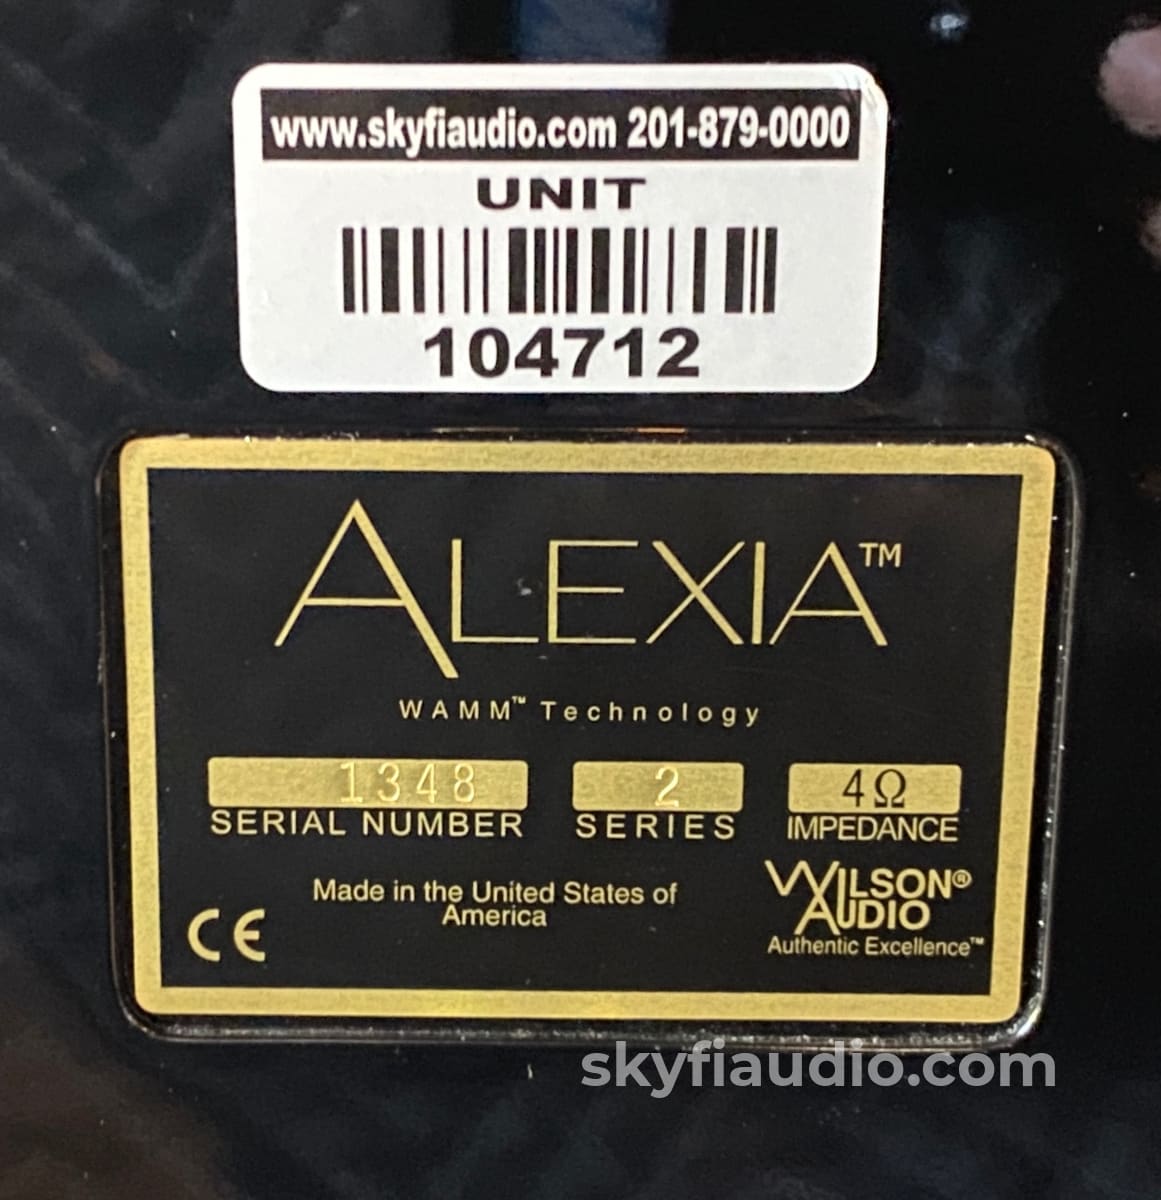 www.skyfiaudio.com 201-879-0000
UNIT
104712
ALEXIA™
WAMM™ Technology
1348 2 4Ω
SERIAL NUMBER SERIES IMPEDANCE
Made in the United States of
America
CE
WILSON®
AUDIO
Authentic Excellence™
skyfiaudio.com